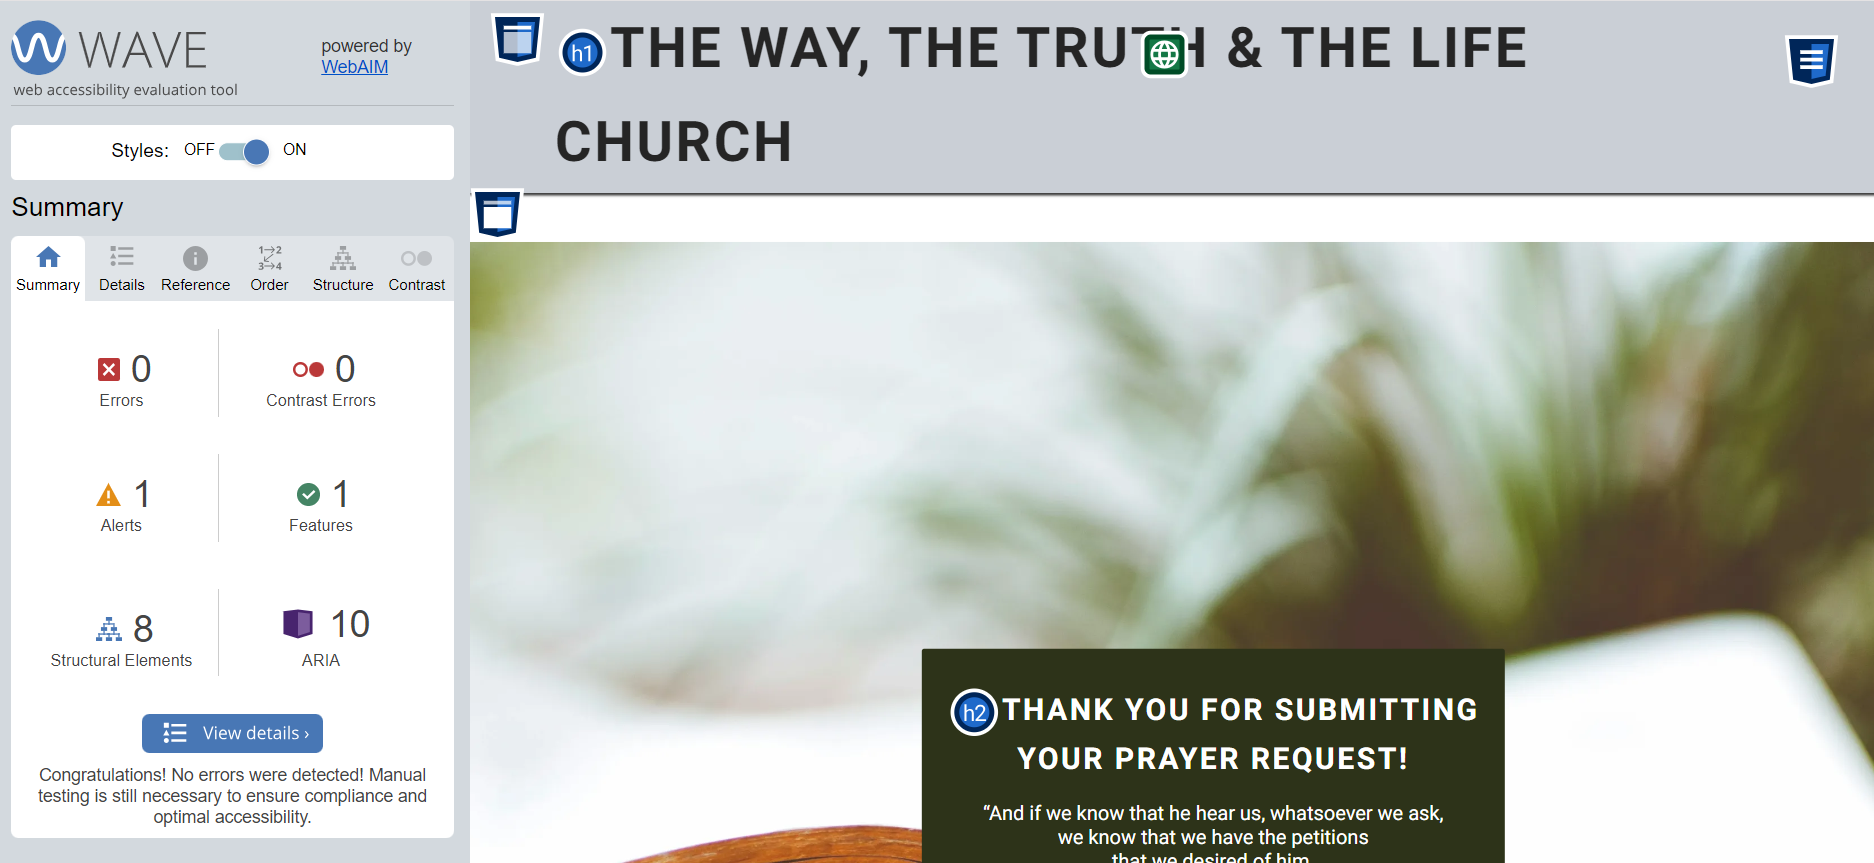 WAVE
powered by
WebAIM
web accessibility evaluation tool
Styles: OFF ON
Summary
Summary Details Reference Order Structure Contrast
0
Errors
0
Contrast Errors
1
Alerts
1
Features
8
Structural Elements
10
ARIA
View details ›
Congratulations! No errors were detected! Manual
testing is still necessary to ensure compliance and
optimal accessibility.
h1 THE WAY, THE TRUTH & THE LIFE
CHURCH
h2 THANK YOU FOR SUBMITTING
YOUR PRAYER REQUEST!
“And if we know that he hear us, whatsoever we ask,
we know that we have the petitions
that we desired of him